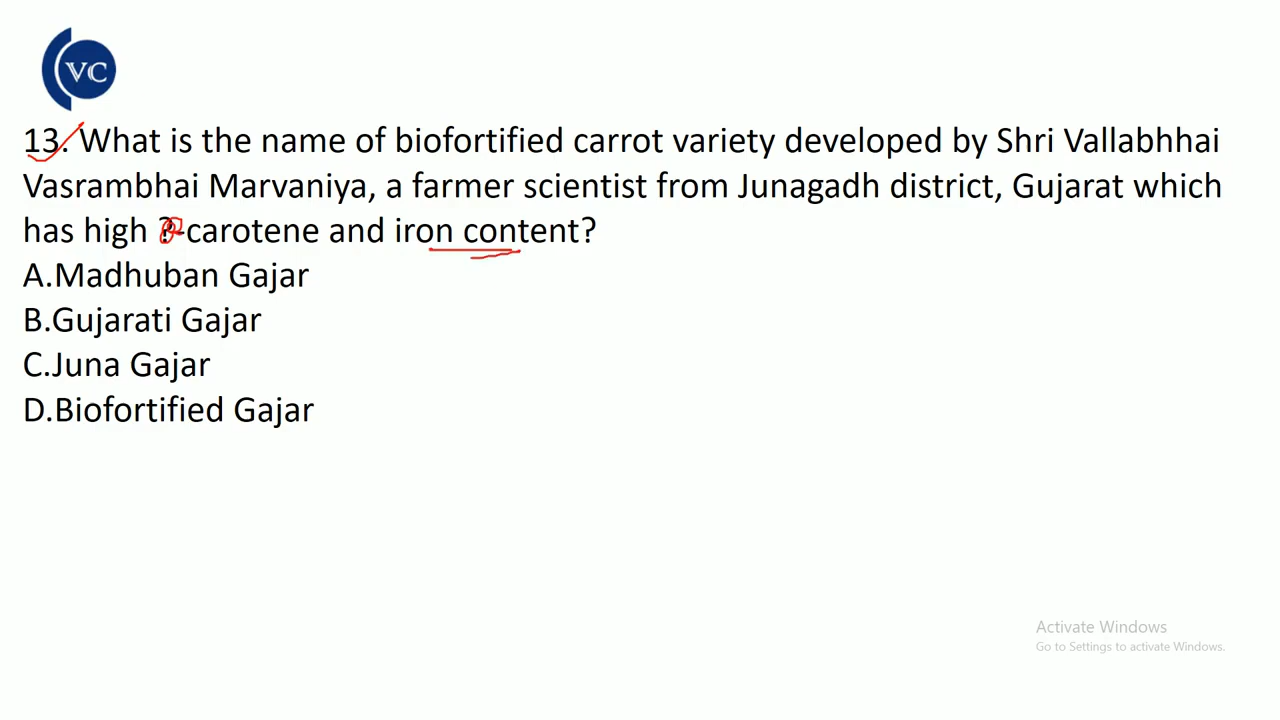 VC
13. What is the name of biofortified carrot variety developed by Shri Vallabhhai
Vasrambhai Marvaniya, a farmer scientist from Junagadh district, Gujarat which
has high ?-carotene and iron content?
A.Madhuban Gajar
B.Gujarati Gajar
C.Juna Gajar
D.Biofortified Gajar
Activate Windows
Go to Settings to activate Windows.